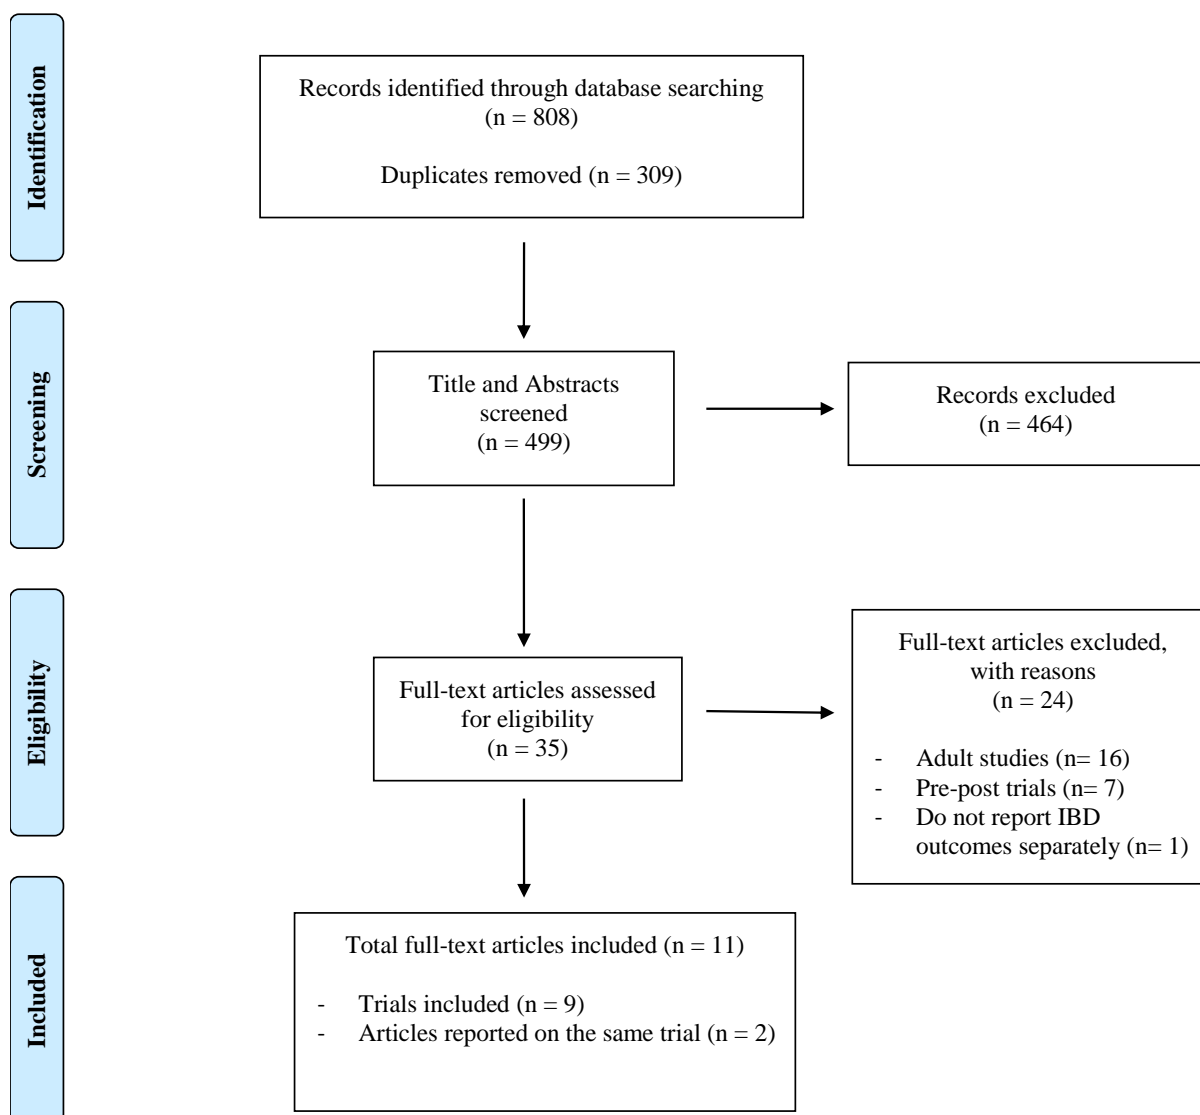 Identification
Records identified through database searching
(n = 808)
Duplicates removed (n = 309)
Screening
Title and Abstracts
screened
(n = 499)
Records excluded
(n = 464)
Eligibility
Full-text articles assessed
for eligibility
(n = 35)
Full-text articles excluded,
with reasons
(n = 24)
- Adult studies (n= 16)
- Pre-post trials (n= 7)
- Do not report IBD
outcomes separately (n= 1)
Included
Total full-text articles included (n = 11)
- Trials included (n = 9)
- Articles reported on the same trial (n = 2)